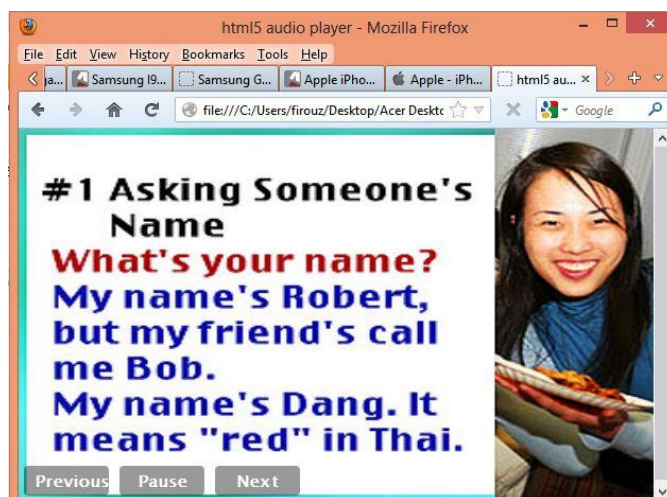 html5 audio player - Mozilla Firefox
File Edit View History Bookmarks Tools Help
ga... Samsung I9... Samsung G... Apple iPho... Apple - iPh... html5 au...
file:///C:/Users/firouz/Desktop/Acer Deskto Google
#1 Asking Someone's
Name
What's your name?
My name's Robert,
but my friend's call
me Bob.
My name's Dang. It
means "red" in Thai.
Previous Pause Next